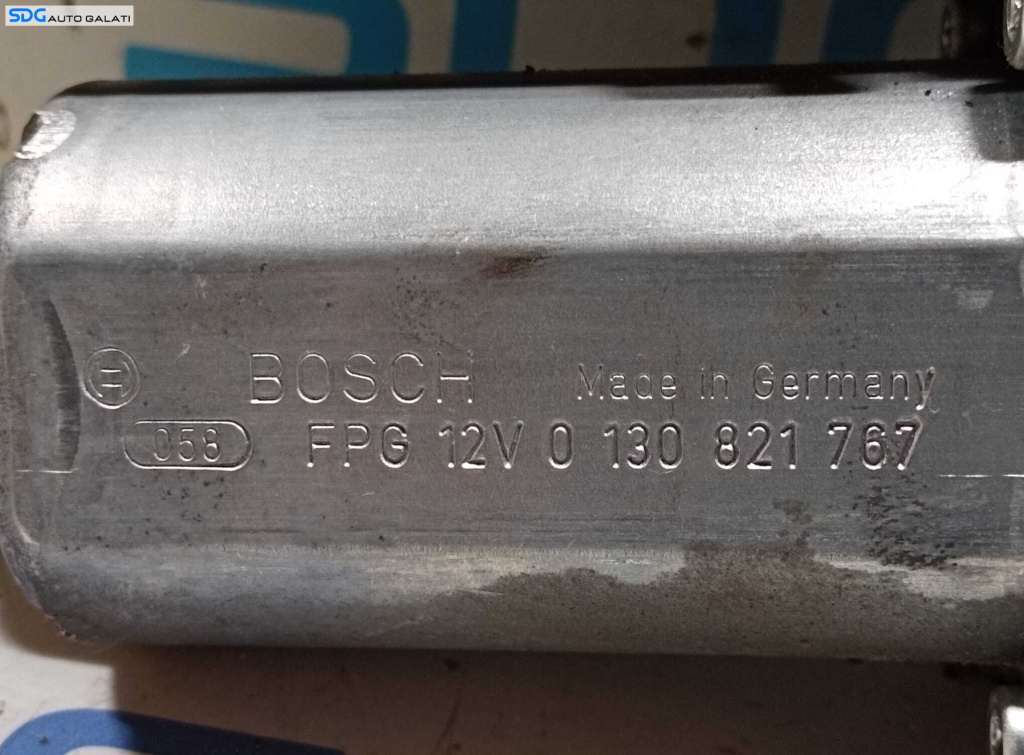 SDG AUTO GALATI
BOSCH Made in Germany
058 FPG 12V 0 130 821 767